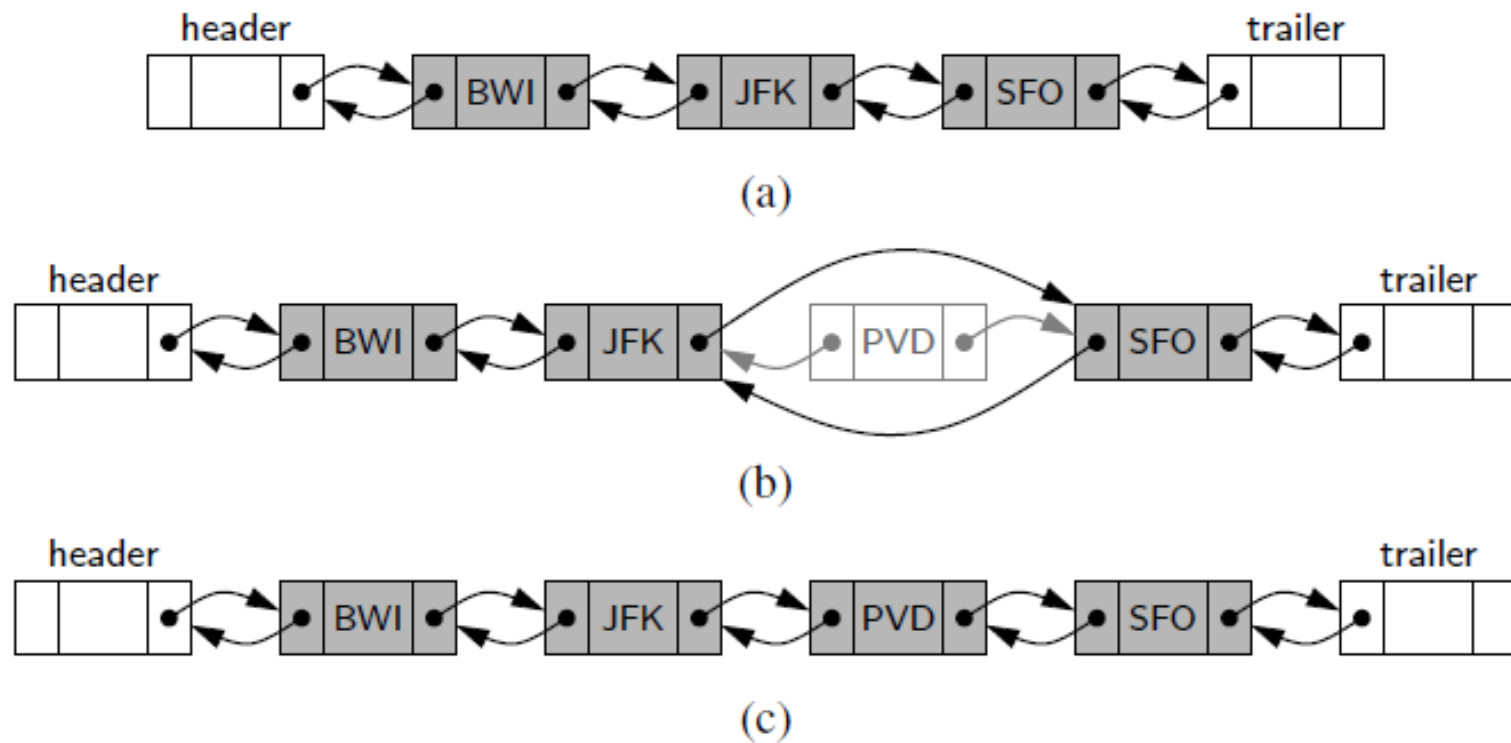 header trailer
BWI JFK SFO
(a)
header trailer
BWI JFK PVD SFO
(b)
header trailer
BWI JFK PVD SFO
(c)